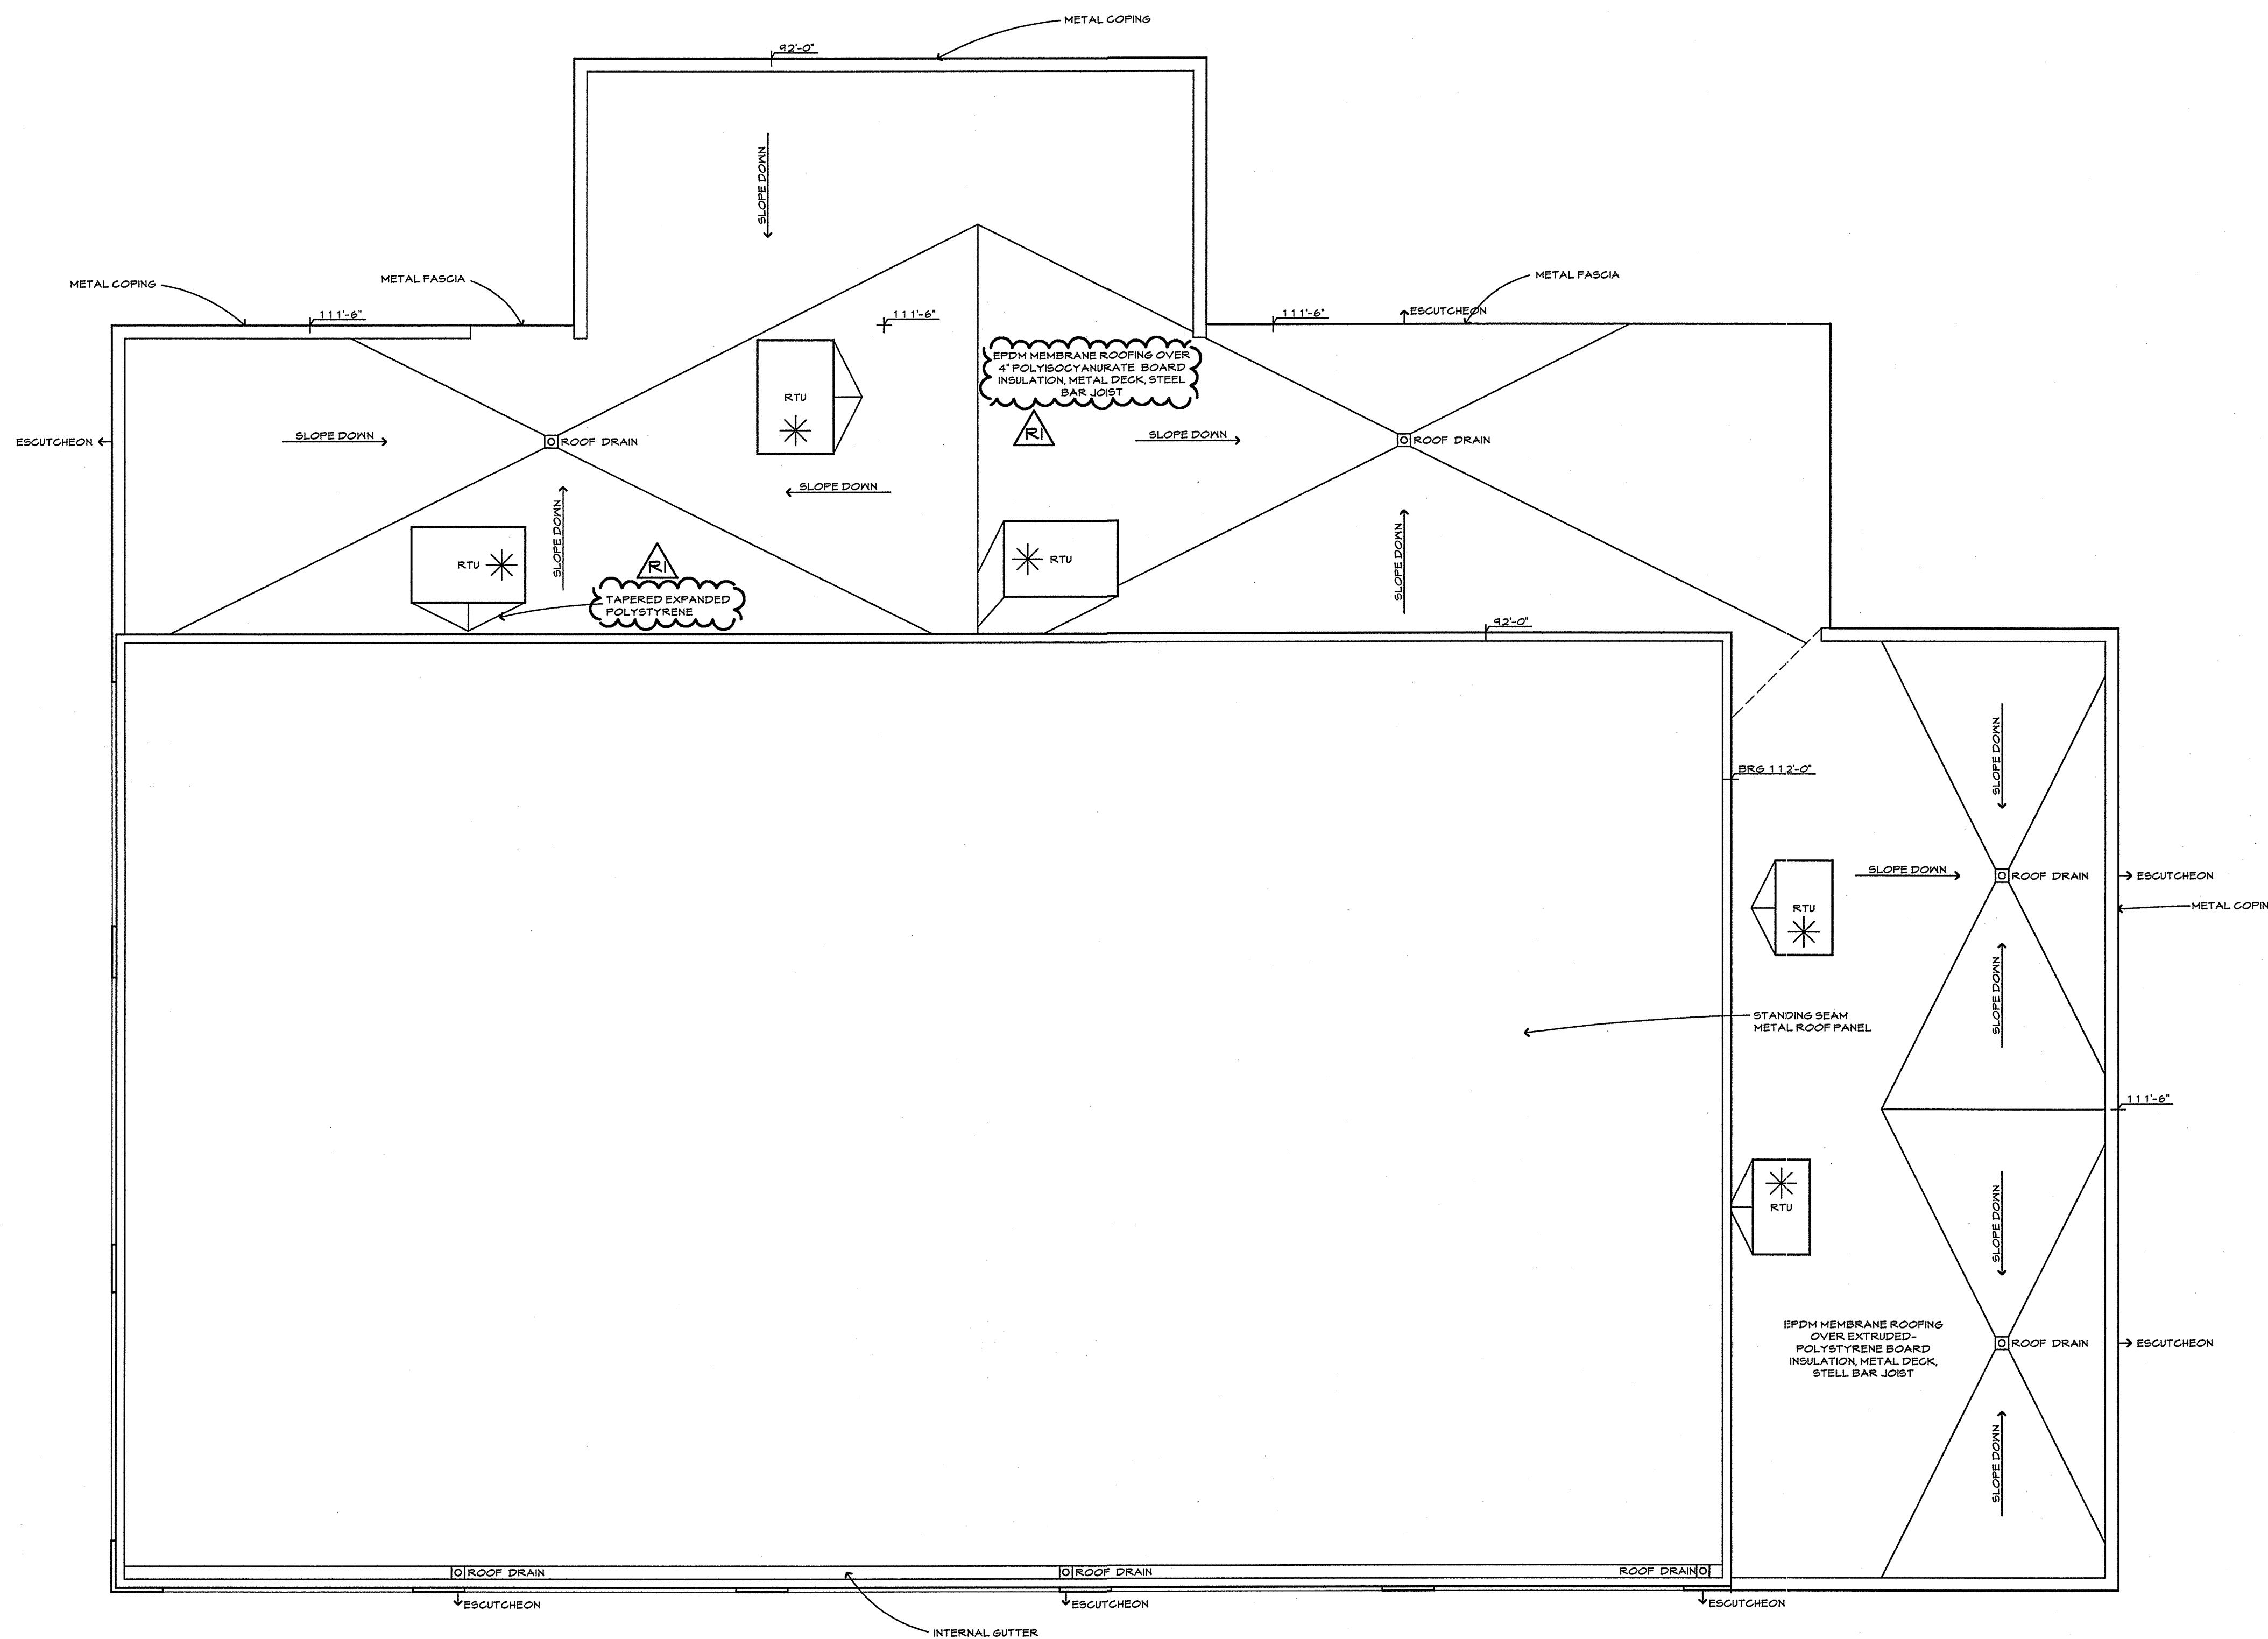 METAL COPING
92'-0"
SLOPE DOWN
METAL COPING
METAL FASCIA
METAL FASCIA
111'-6"
111'-6"
111'-6"
ESCUTCHEON
EPDM MEMBRANE ROOFING OVER
4" POLYISOCYANURATE BOARD
INSULATION, METAL DECK, STEEL
BAR JOIST
R1
RTU
ESCUTCHEON
SLOPE DOWN
ROOF DRAIN
SLOPE DOWN
ROOF DRAIN
SLOPE DOWN
SLOPE DOWN
SLOPE DOWN
RTU
R1
TAPERED EXPANDED
POLYSTYRENE
RTU
92'-0"
BRG 112'-0"
SLOPE DOWN
SLOPE DOWN
ROOF DRAIN
ESCUTCHEON
RTU
METAL COPIN
SLOPE DOWN
STANDING SEAM
METAL ROOF PANEL
111'-6"
RTU
SLOPE DOWN
EPDM MEMBRANE ROOFING
OVER EXTRUDED-
POLYSTYRENE BOARD
INSULATION, METAL DECK,
STELL BAR JOIST
ROOF DRAIN
ESCUTCHEON
SLOPE DOWN
ROOF DRAIN
ROOF DRAIN
ROOF DRAIN
ESCUTCHEON
ESCUTCHEON
ESCUTCHEON
INTERNAL GUTTER